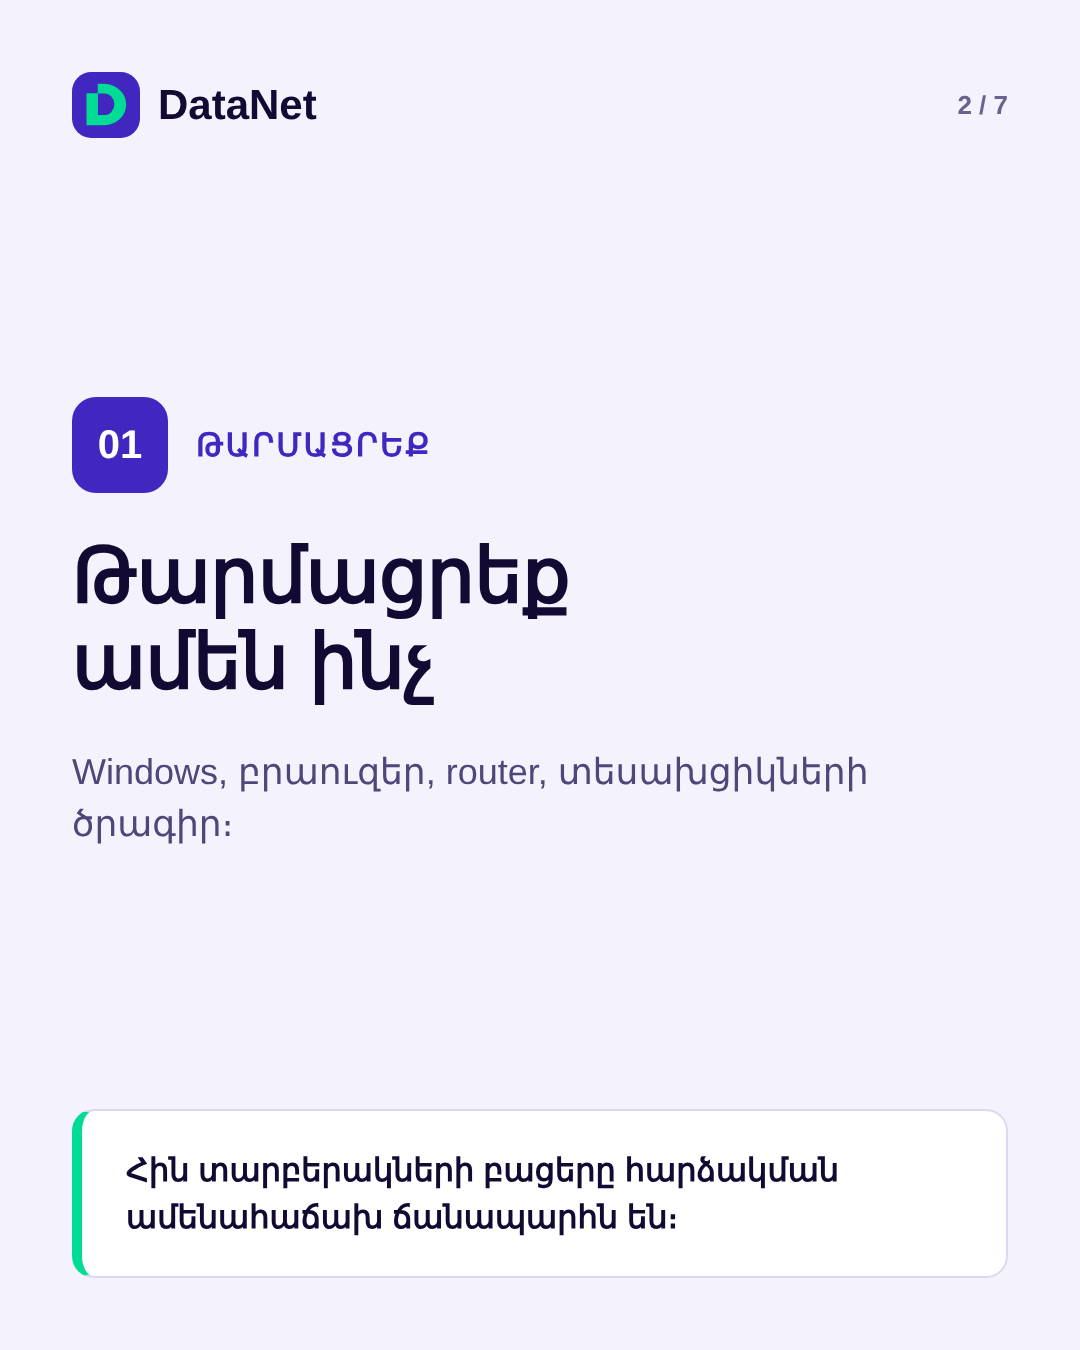 DataNet
2 / 7
01
ԹԱՐՄԱՑՐԵՔ
Թարմացրեք
ամեն ինչ
Windows, բրաուզեր, router, տեսախցիկների
ծրագիր։
Հին տարբերակների բացերը հարձակման
ամենահաճախ ճանապարհն են։